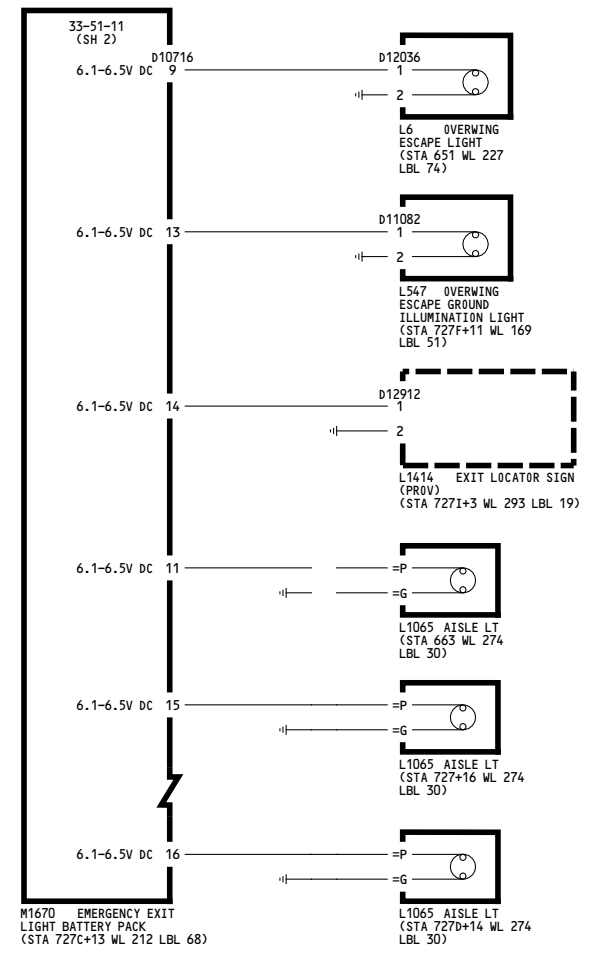 33-51-11
(SH 2)
D10716
6.1-6.5V DC 9
D12036
1
2
L6 OVERWING
ESCAPE LIGHT
(STA 651 WL 227
LBL 74)
6.1-6.5V DC 13
D11082
1
2
L547 OVERWING
ESCAPE GROUND
ILLUMINATION LIGHT
(STA 727F+11 WL 169
LBL 51)
6.1-6.5V DC 14
D12912
1
2
L1414 EXIT LOCATOR SIGN
(PROV)
(STA 727I+3 WL 293 LBL 19)
6.1-6.5V DC 11
=P
=G
L1065 AISLE LT
(STA 663 WL 274
LBL 30)
6.1-6.5V DC 15
=P
=G
L1065 AISLE LT
(STA 727+16 WL 274
LBL 30)
6.1-6.5V DC 16
=P
=G
L1065 AISLE LT
(STA 727D+14 WL 274
LBL 30)
M1670 EMERGENCY EXIT
LIGHT BATTERY PACK
(STA 727C+13 WL 212 LBL 68)